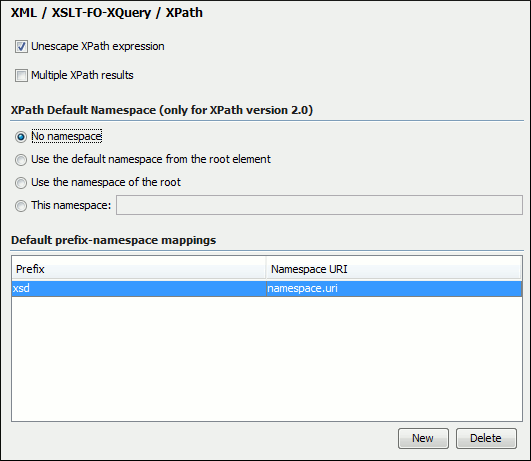 XML / XSLT-FO-XQuery / XPath
Unescape XPath expression
Multiple XPath results
XPath Default Namespace (only for XPath version 2.0)
No namespace
Use the default namespace from the root element
Use the namespace of the root
This namespace:
Default prefix-namespace mappings
Prefix Namespace URI
xsd namespace.uri
New Delete